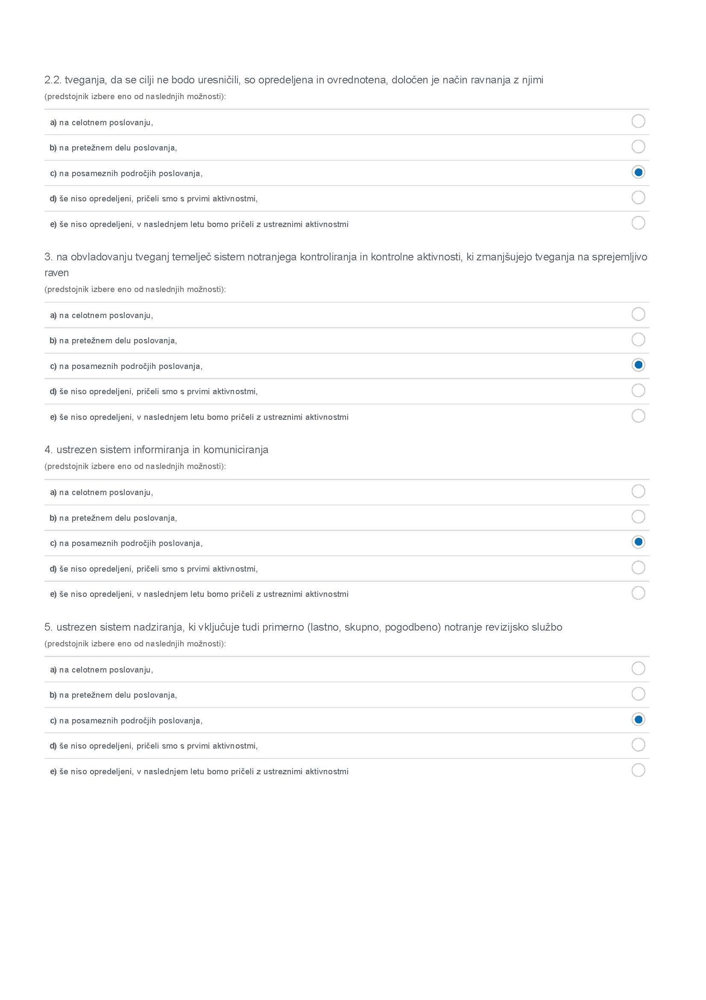 2.2. tveganja, da se cilji ne bodo uresničili, so opredeljena in ovrednotena, določen je način ravnanja z njimi
(predstojnik izbere eno od naslednjih možnosti):
a) na celotnem poslovanju,
b) na pretežnem delu poslovanja,
c) na posameznih področjih poslovanja,
d) še niso opredeljeni, pričeli smo s prvimi aktivnostmi,
e) še niso opredeljeni, v naslednjem letu bomo pričeli z ustreznimi aktivnostmi
3. na obvladovanju tveganj temelječ sistem notranjega kontroliranja in kontrolne aktivnosti, ki zmanjšujejo tveganja na sprejemljivo
raven
(predstojnik izbere eno od naslednjih možnosti):
a) na celotnem poslovanju,
b) na pretežnem delu poslovanja,
c) na posameznih področjih poslovanja,
d) še niso opredeljeni, pričeli smo s prvimi aktivnostmi,
e) še niso opredeljeni, v naslednjem letu bomo pričeli z ustreznimi aktivnostmi
4. ustrezen sistem informiranja in komuniciranja
(predstojnik izbere eno od naslednjih možnosti):
a) na celotnem poslovanju,
b) na pretežnem delu poslovanja,
c) na posameznih področjih poslovanja,
d) še niso opredeljeni, pričeli smo s prvimi aktivnostmi,
e) še niso opredeljeni, v naslednjem letu bomo pričeli z ustreznimi aktivnostmi
5. ustrezen sistem nadziranja, ki vključuje tudi primerno (lastno, skupno, pogodbeno) notranje revizijsko službo
(predstojnik izbere eno od naslednjih možnosti):
a) na celotnem poslovanju,
b) na pretežnem delu poslovanja,
c) na posameznih področjih poslovanja,
d) še niso opredeljeni, pričeli smo s prvimi aktivnostmi,
e) še niso opredeljeni, v naslednjem letu bomo pričeli z ustreznimi aktivnostmi